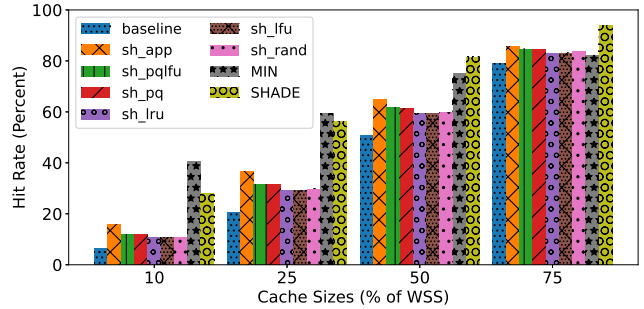 100
80
60
40
20
0
Hit Rate (Percent)
baseline
sh_app
sh_pqlfu
sh_pq
sh_lru
sh_lfu
sh_rand
MIN
SHADE
10
25
50
75
Cache Sizes (% of WSS)